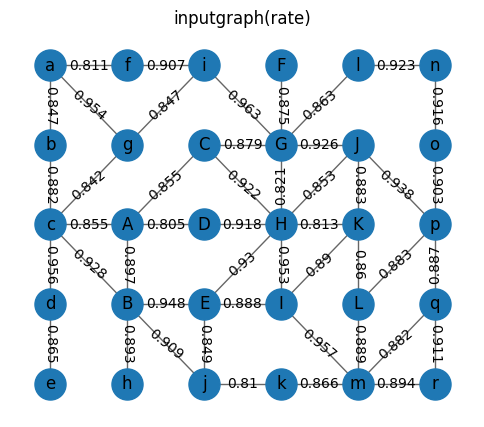 inputgraph(rate)
a 0.811 f 0.907 i F l 0.923 n
0.847 0.954 0.847 0.963 0.875 0.863 0.916
b g C 0.879 G 0.926 J o
0.882 0.842 0.855 0.922 0.821 0.853 0.883 0.938 0.903
c 0.855 A 0.805 D 0.918 H 0.813 K p
0.956 0.928 0.897 0.93 0.953 0.89 0.86 0.883 0.787
d B 0.948 E 0.888 I L q
0.865 0.893 0.909 0.849 0.957 0.889 0.882 0.911
e h j 0.81 k 0.866 m 0.894 r